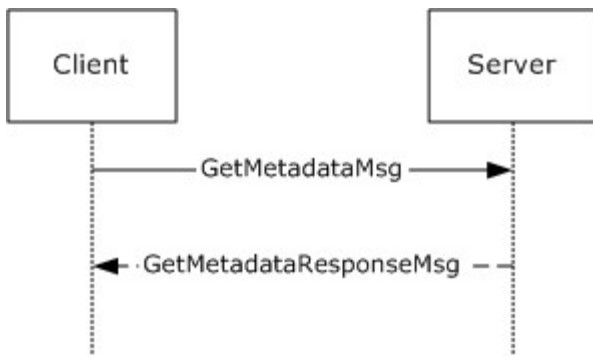 Client
Server
GetMetadataMsg
GetMetadataResponseMsg